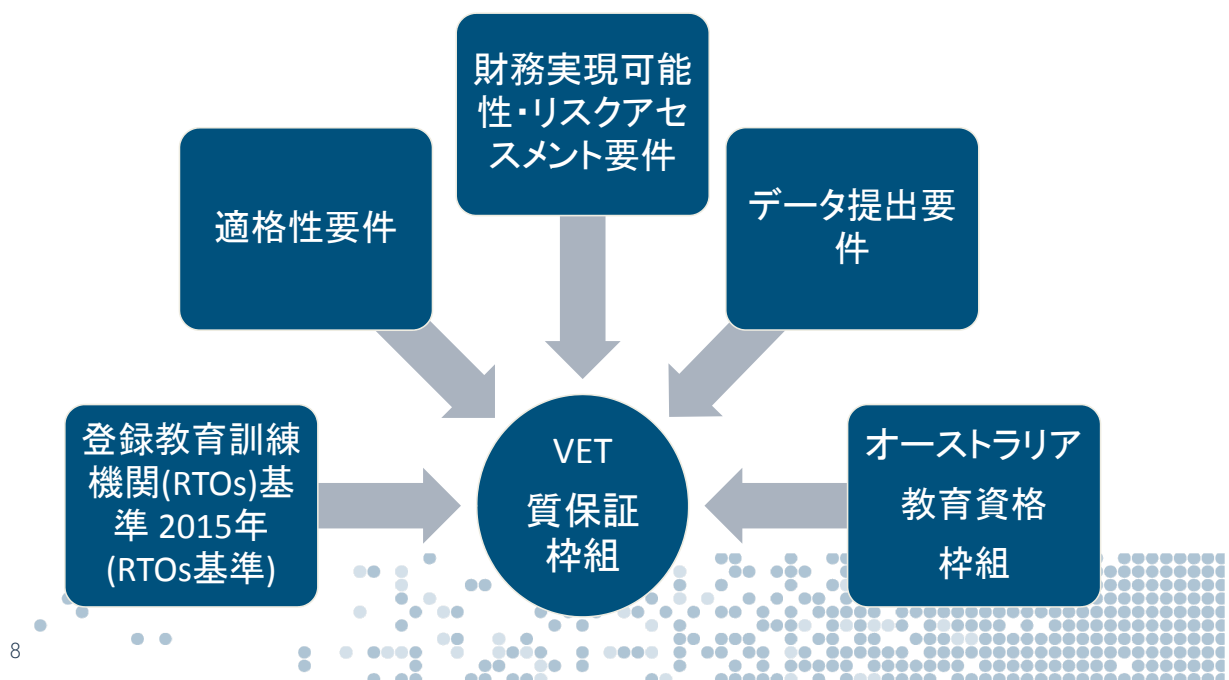 財務実現可能
性・リスクアセ
スメント要件
適格性要件
データ提出要
件
登録教育訓練
機関(RTOs)基
準 2015年
(RTOs基準)
VET
質保証
枠組
オーストラリア
教育資格
枠組
8